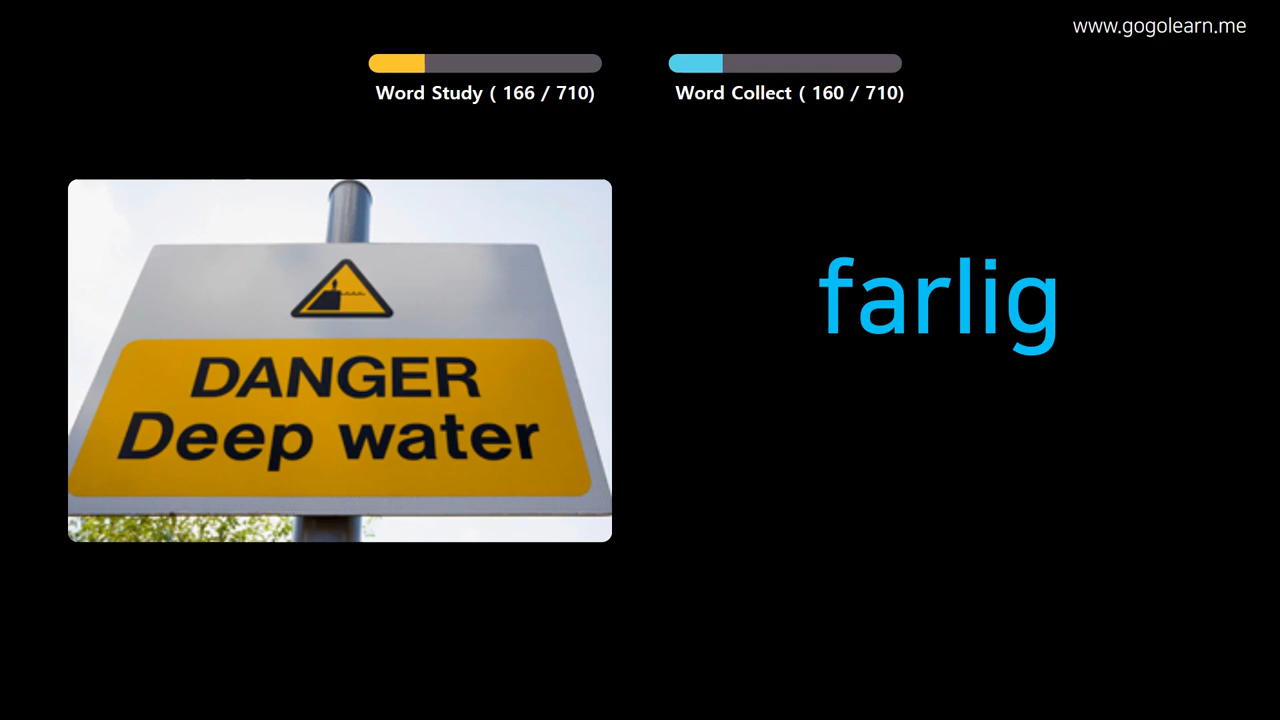 www.gogolearn.me
Word Study ( 166 / 710)
Word Collect ( 160 / 710)
DANGER
Deep water
farlig